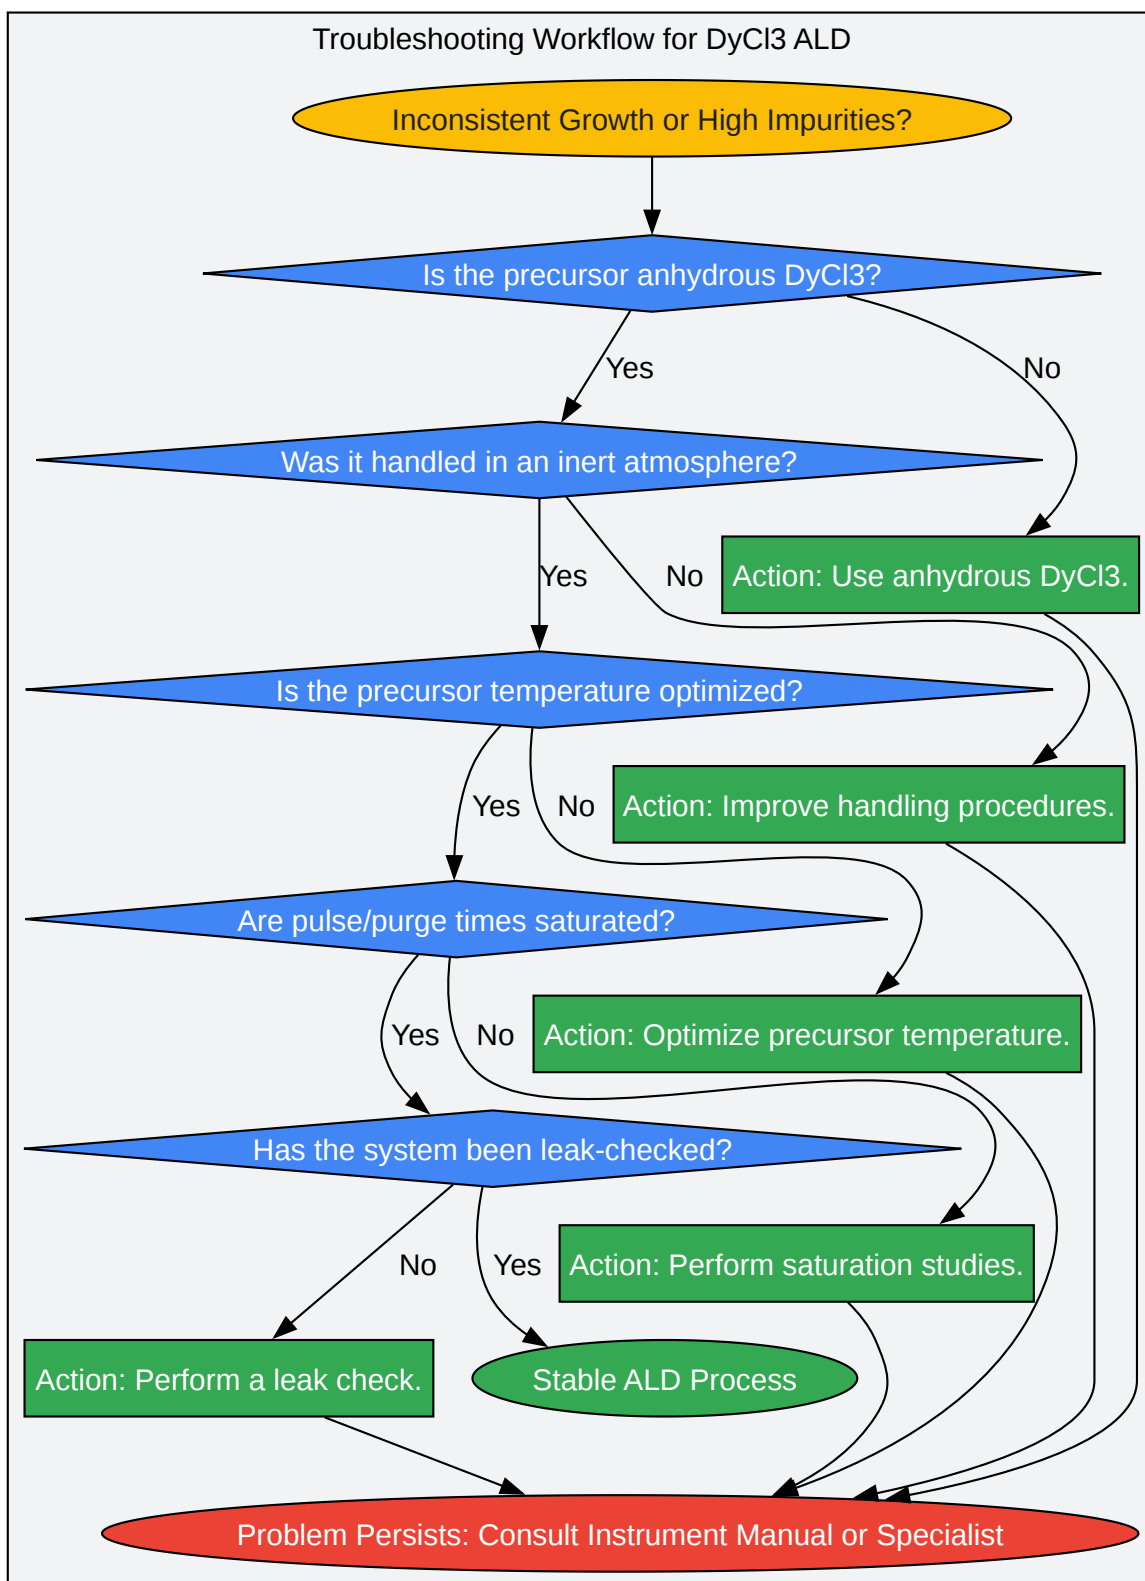 Troubleshooting Workflow for DyCl3 ALD
Inconsistent Growth or High Impurities?
Is the precursor anhydrous DyCl3?
Yes
No
Was it handled in an inert atmosphere?
Yes
No
Action: Use anhydrous DyCl3.
Is the precursor temperature optimized?
Yes
No
Action: Improve handling procedures.
Are pulse/purge times saturated?
Yes
No
Action: Optimize precursor temperature.
Has the system been leak-checked?
No
Yes
Action: Perform saturation studies.
Action: Perform a leak check.
Stable ALD Process
Problem Persists: Consult Instrument Manual or Specialist